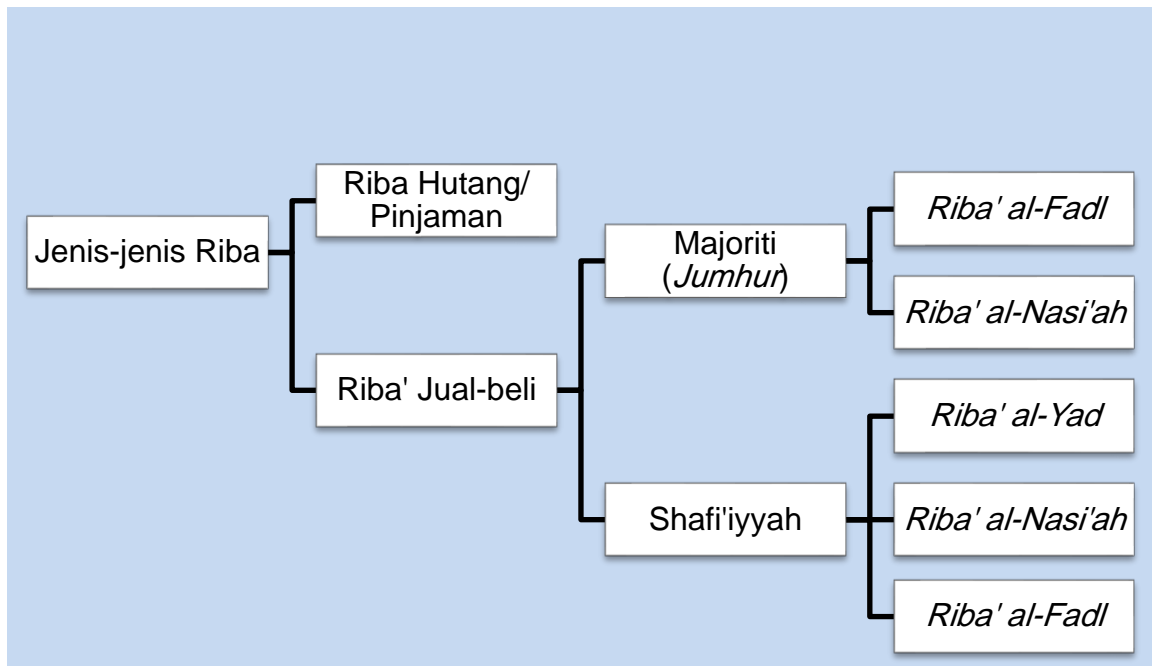 Jenis-jenis Riba
Riba Hutang/
Pinjaman
Riba' Jual-beli
Majoriti
(Jumhur)
Shafi'iyyah
Riba' al-Fadl
Riba' al-Nasi'ah
Riba' al-Yad
Riba' al-Nasi'ah
Riba' al-Fadl